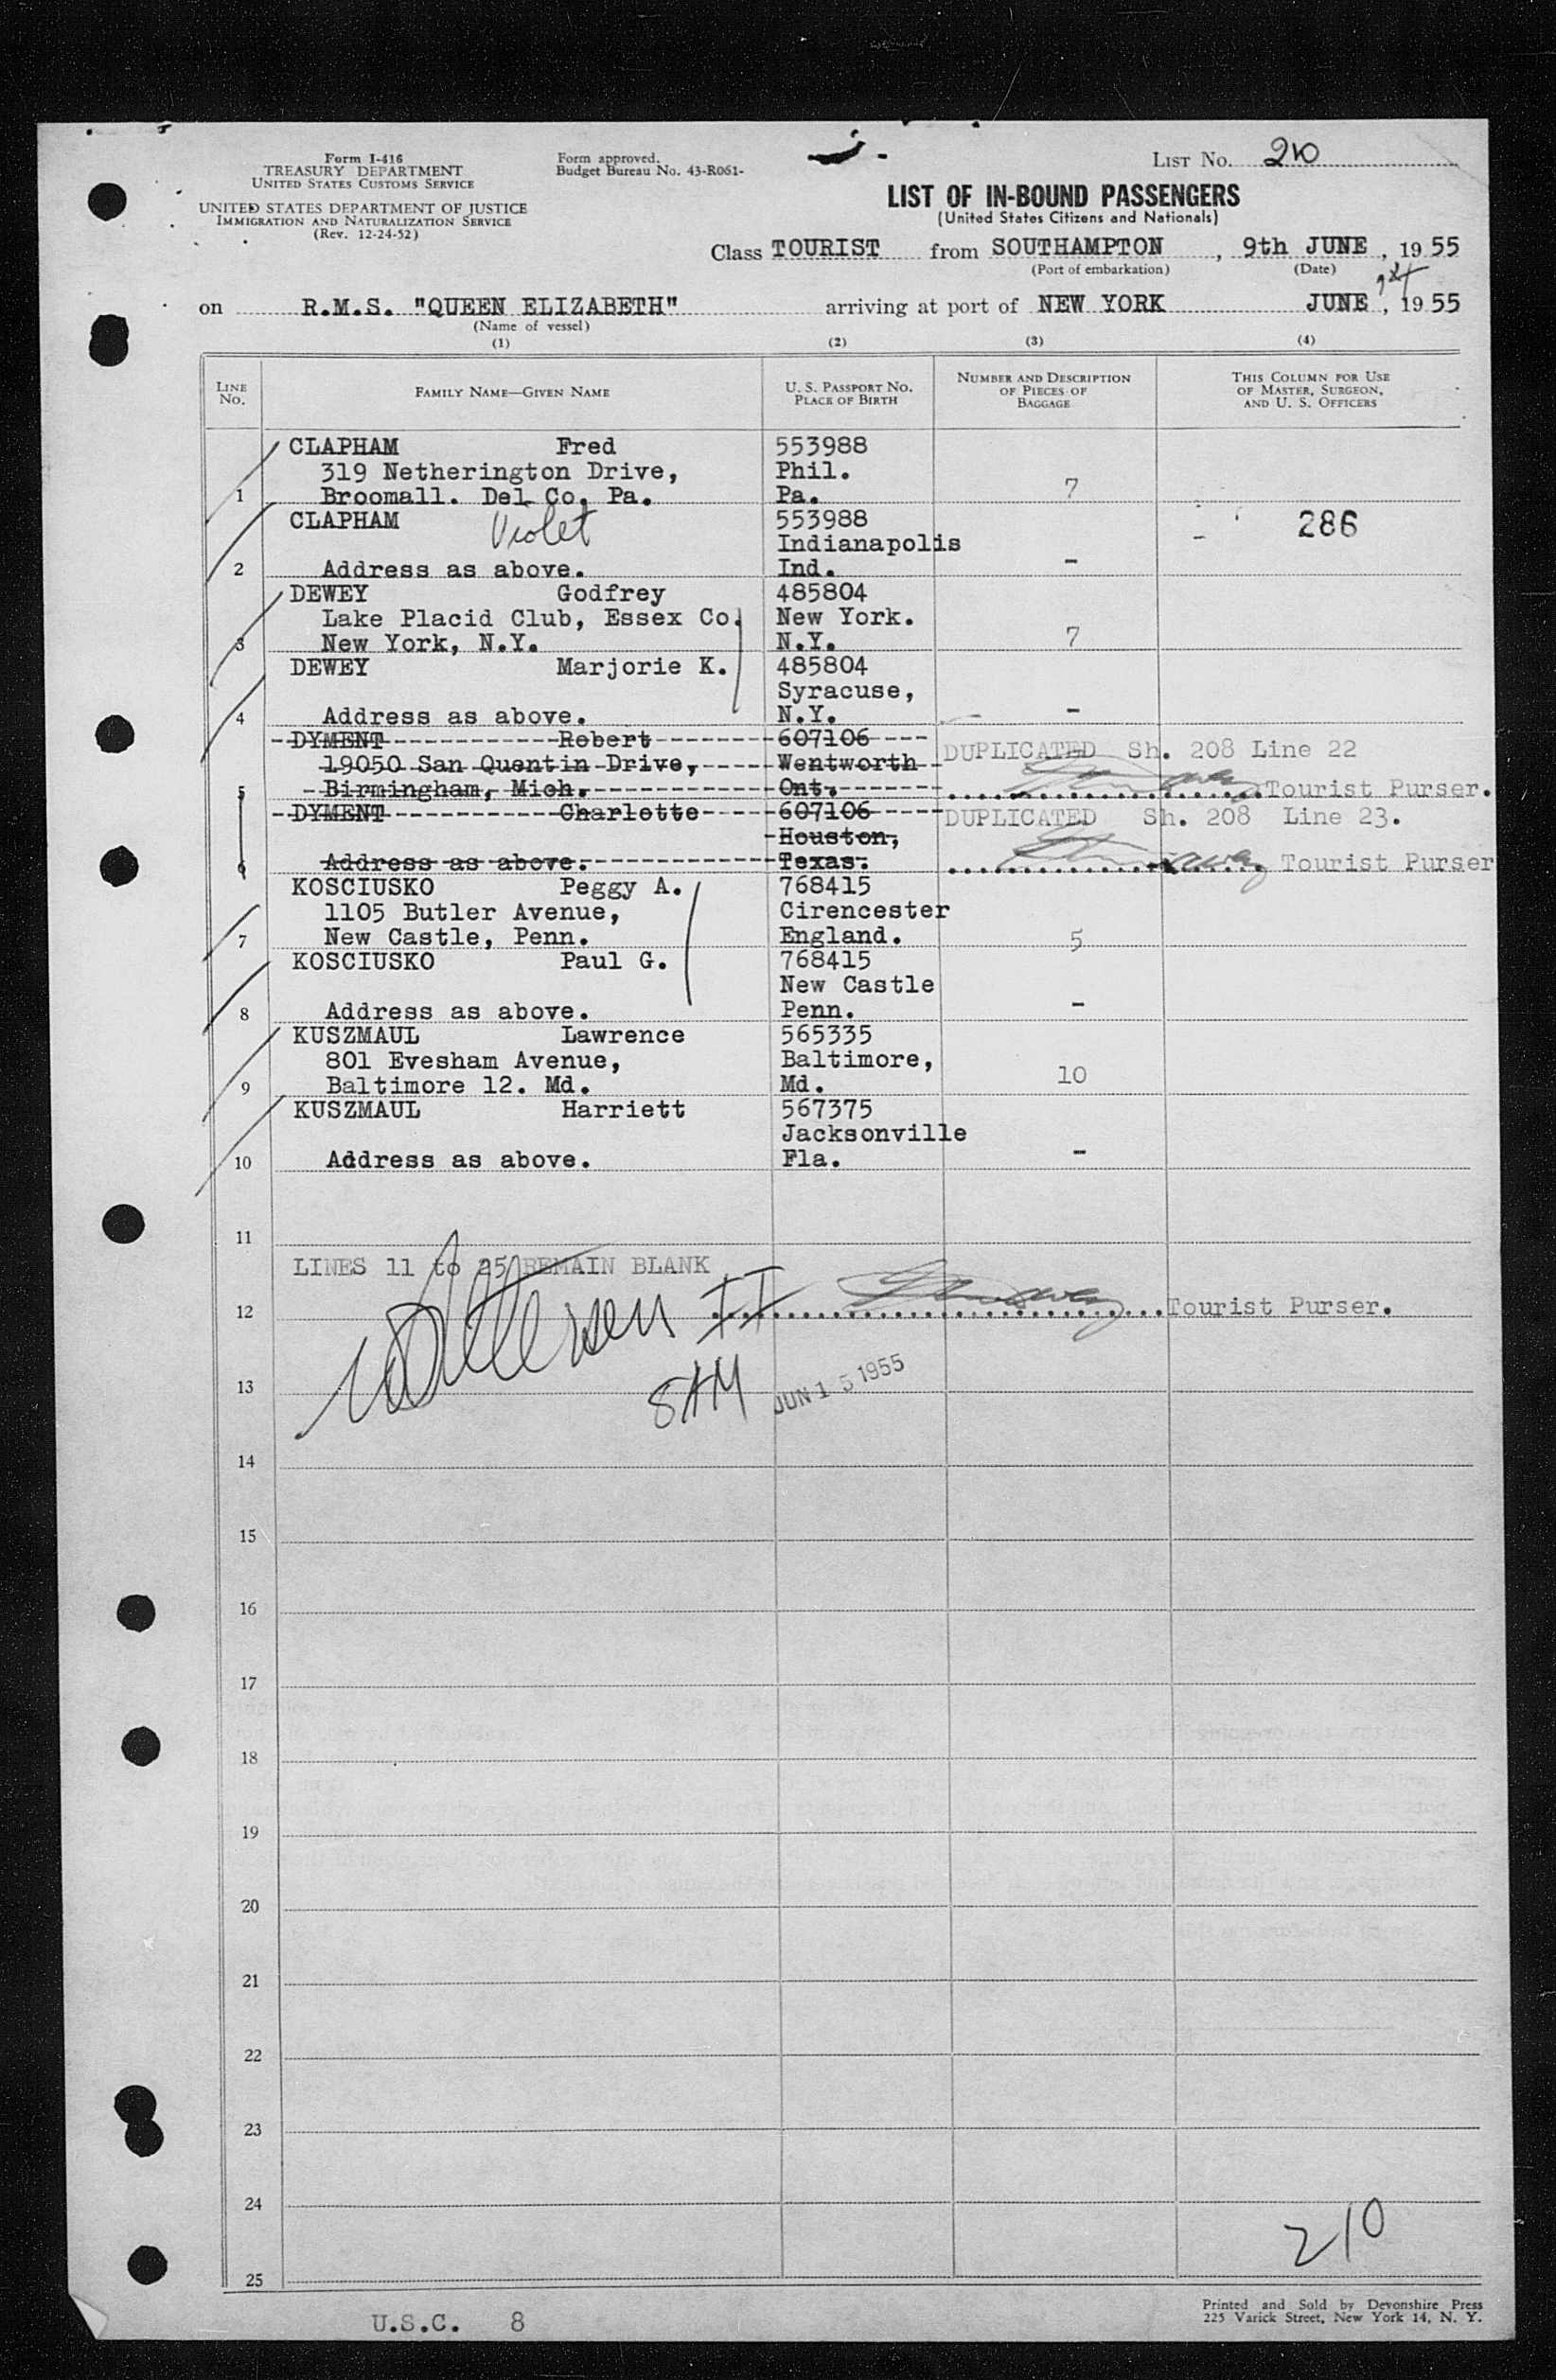 Form I-416
TREASURY DEPARTMENT
UNITED STATES CUSTOMS SERVICE
UNITED STATES DEPARTMENT OF JUSTICE
IMMIGRATION AND NATURALIZATION SERVICE
(Rev. 12-24-52)
Form approved.
Budget Bureau No. 43-R061-
LIST No. 210
LIST OF IN-BOUND PASSENGERS
(United States Citizens and Nationals)
Class TOURIST from SOUTHAMPTON, 9th JUNE, 1955
(Port of embarkation) (Date)
on R.M.S. "QUEEN ELIZABETH" arriving at port of NEW YORK JUNE, 1955
(Name of vessel)
(1) (2) (3) (4)
LINE No. FAMILY NAME—GIVEN NAME U. S. PASSPORT NO. PLACE OF BIRTH NUMBER AND DESCRIPTION OF PIECES OF BAGGAGE THIS COLUMN FOR USE OF MASTER, SURGEON, AND U. S. OFFICERS
CLAPHAM Fred 553988
319 Netherington Drive, Phil.
1 Broomall. Del Co, Pa. Pa. 7
CLAPHAM Violet 553988 - 286
Indianapolis
2 Address as above. Ind. -
DEWEY Godfrey 485804
Lake Placid Club, Essex Co. New York.
3 New York, N.Y. N.Y. 7
DEWEY Marjorie K. 485804
Syracuse,
4 Address as above. N.Y. -
DYMENT Robert 607106
19050 San Quentin Drive, Wentworth DUPLICATED Sh. 208 Line 22
5 Birmingham, Mich. Ont. Tourist Purser.
DYMENT Charlotte 607106 DUPLICATED Sh. 208 Line 23.
Houston,
6 Address as above. Texas. Tourist Purser
KOSCIUSKO Peggy A. 768415
1105 Butler Avenue, Cirencester
7 New Castle, Penn. England. 5
KOSCIUSKO Paul G. 768415
New Castle
8 Address as above. Penn. -
KUSZMAUL Lawrence 565335
801 Evesham Avenue, Baltimore,
9 Baltimore 12. Md. Md. 10
KUSZMAUL Harriett 567375
Jacksonville
10 Address as above. Fla. -
11
LINES 11 to 25 REMAIN BLANK
12 II Tourist Purser.
13 JUN 15 1955
14
15
16
17
18
19
20
21
22
23
24
210
25
U.S.C. 8
Printed and Sold by Devonshire Press
225 Varick Street, New York 14, N. Y.